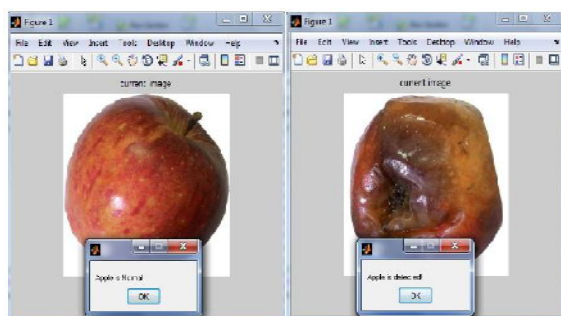 Figure 1
File Edit View Insert Tools Desktop Window Help
current image
Apple is Normal
OK
Figure 1
File Edit View Insert Tools Desktop Window Help
current image
Apple is defected!
OK